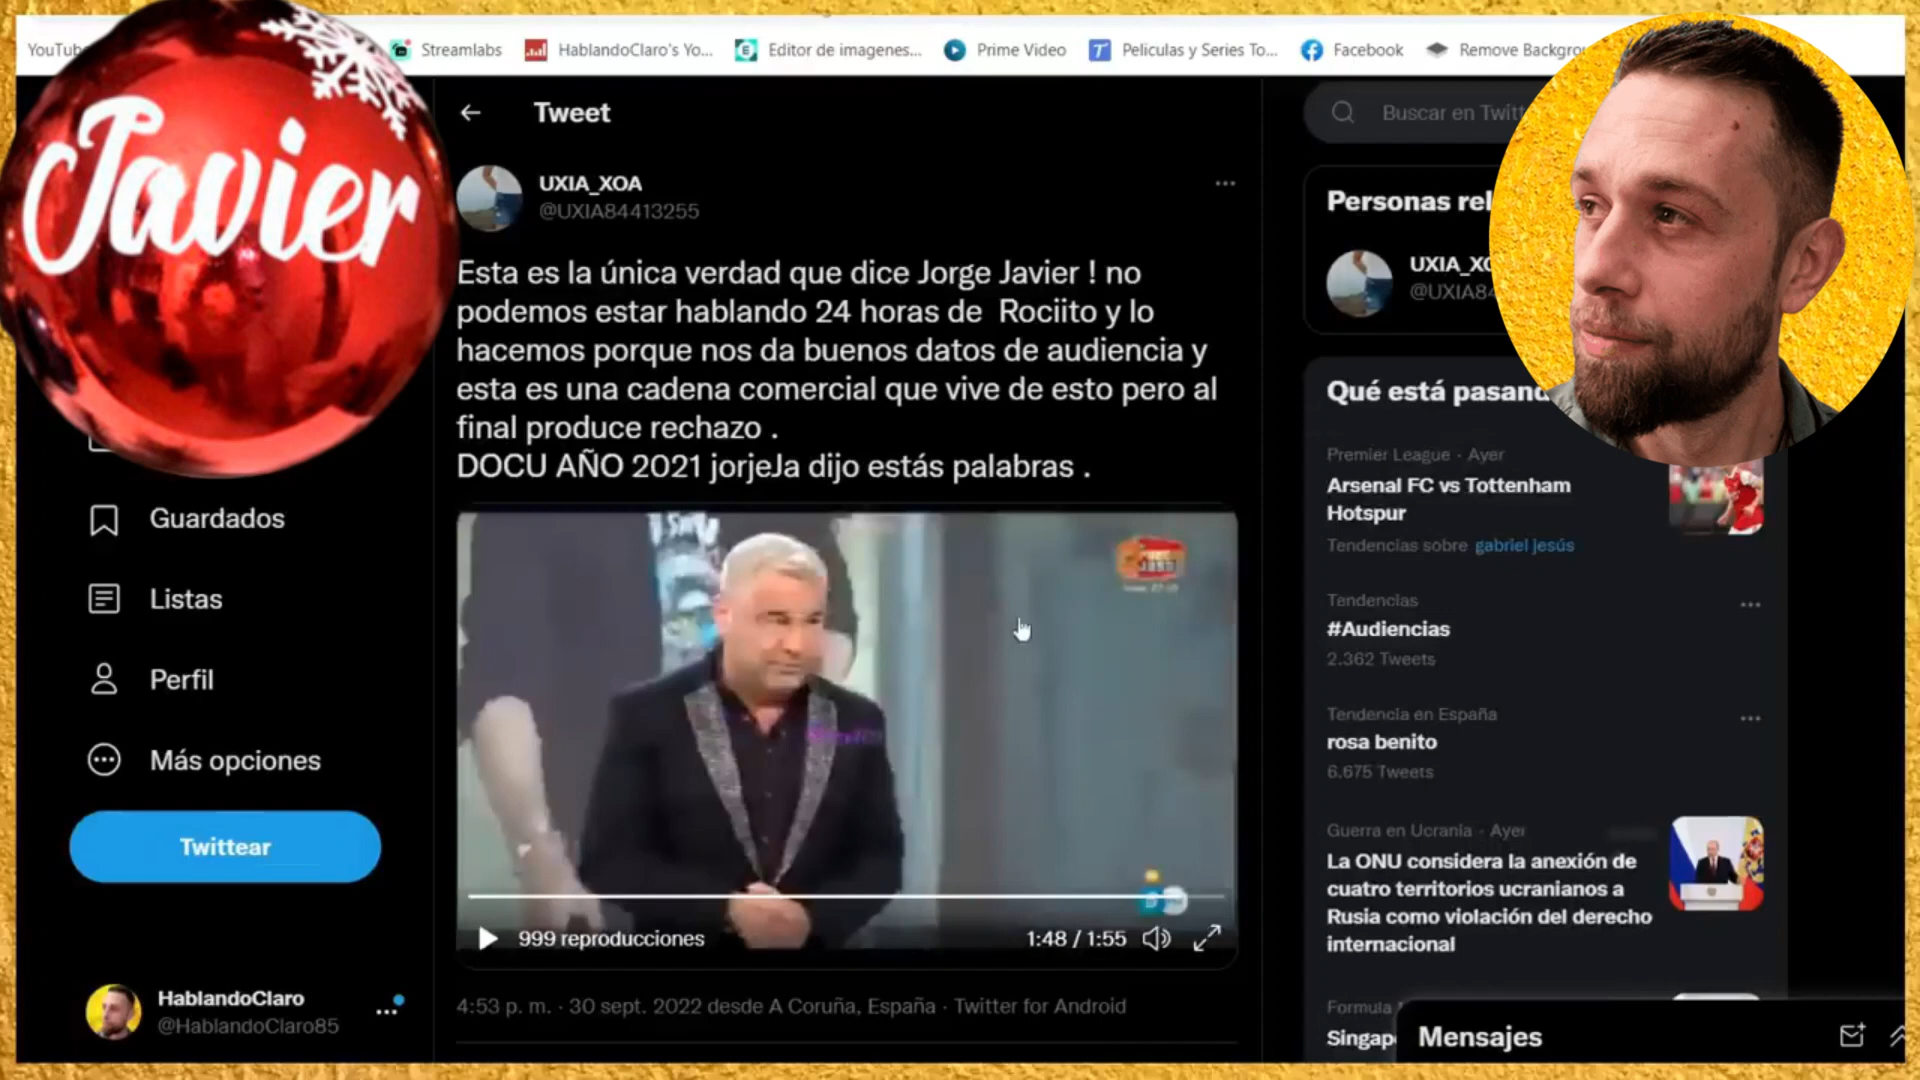 YouTube
Streamlabs
HablandoClaro's Yo...
Editor de imagenes...
Prime Video
Peliculas y Series To...
Facebook
Remove Backgrou
Javier
Tweet
Buscar en Twitt
UXIA_XOA
@UXIA84413255
Esta es la única verdad que dice Jorge Javier ! no
podemos estar hablando 24 horas de Rociito y lo
hacemos porque nos da buenos datos de audiencia y
esta es una cadena comercial que vive de esto pero al
final produce rechazo .
DOCU AÑO 2021 jorjeJa dijo estás palabras .
999 reproducciones
1:48 / 1:55
4:53 p. m. · 30 sept. 2022 desde A Coruña, España · Twitter for Android
Guardados
Listas
Perfil
Más opciones
Twittear
HablandoClaro
@HablandoClaro85
Personas rel
UXIA_XO
@UXIA84
Qué está pasand
Premier League · Ayer
Arsenal FC vs Tottenham
Hotspur
Tendencias sobre gabriel jesús
Tendencias
#Audiencias
2.362 Tweets
Tendencia en España
rosa benito
6.675 Tweets
Guerra en Ucrania · Ayer
La ONU considera la anexión de
cuatro territorios ucranianos a
Rusia como violación del derecho
internacional
Formula
Singap
Mensajes